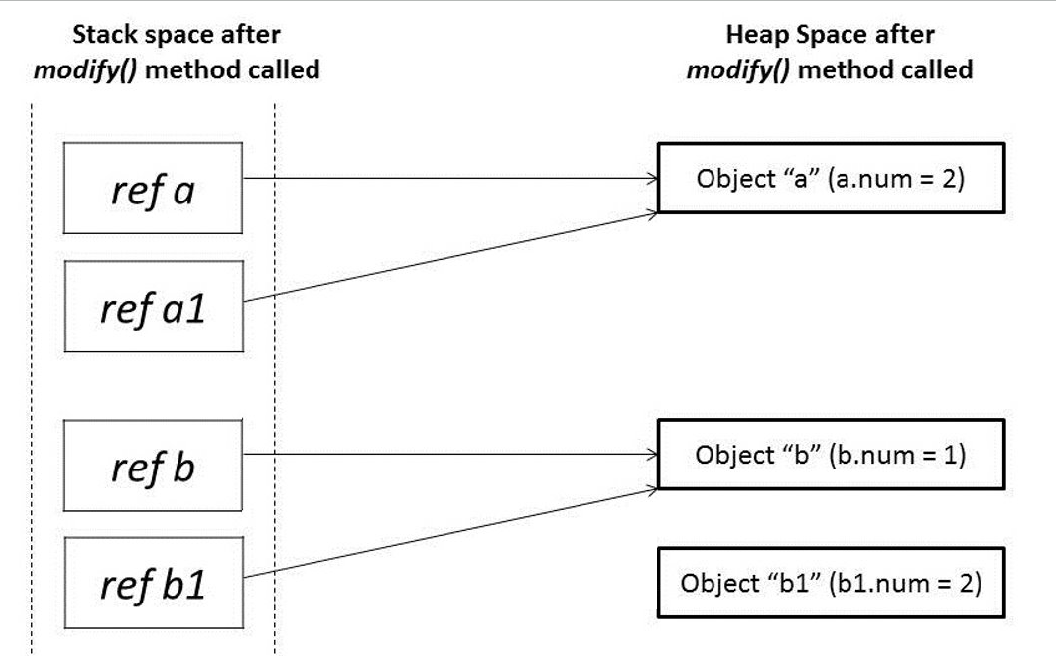 Stack space after
modify() method called
Heap Space after
modify() method called
ref a
Object “a” (a.num = 2)
ref a1
ref b
Object “b” (b.num = 1)
ref b1
Object “b1” (b1.num = 2)